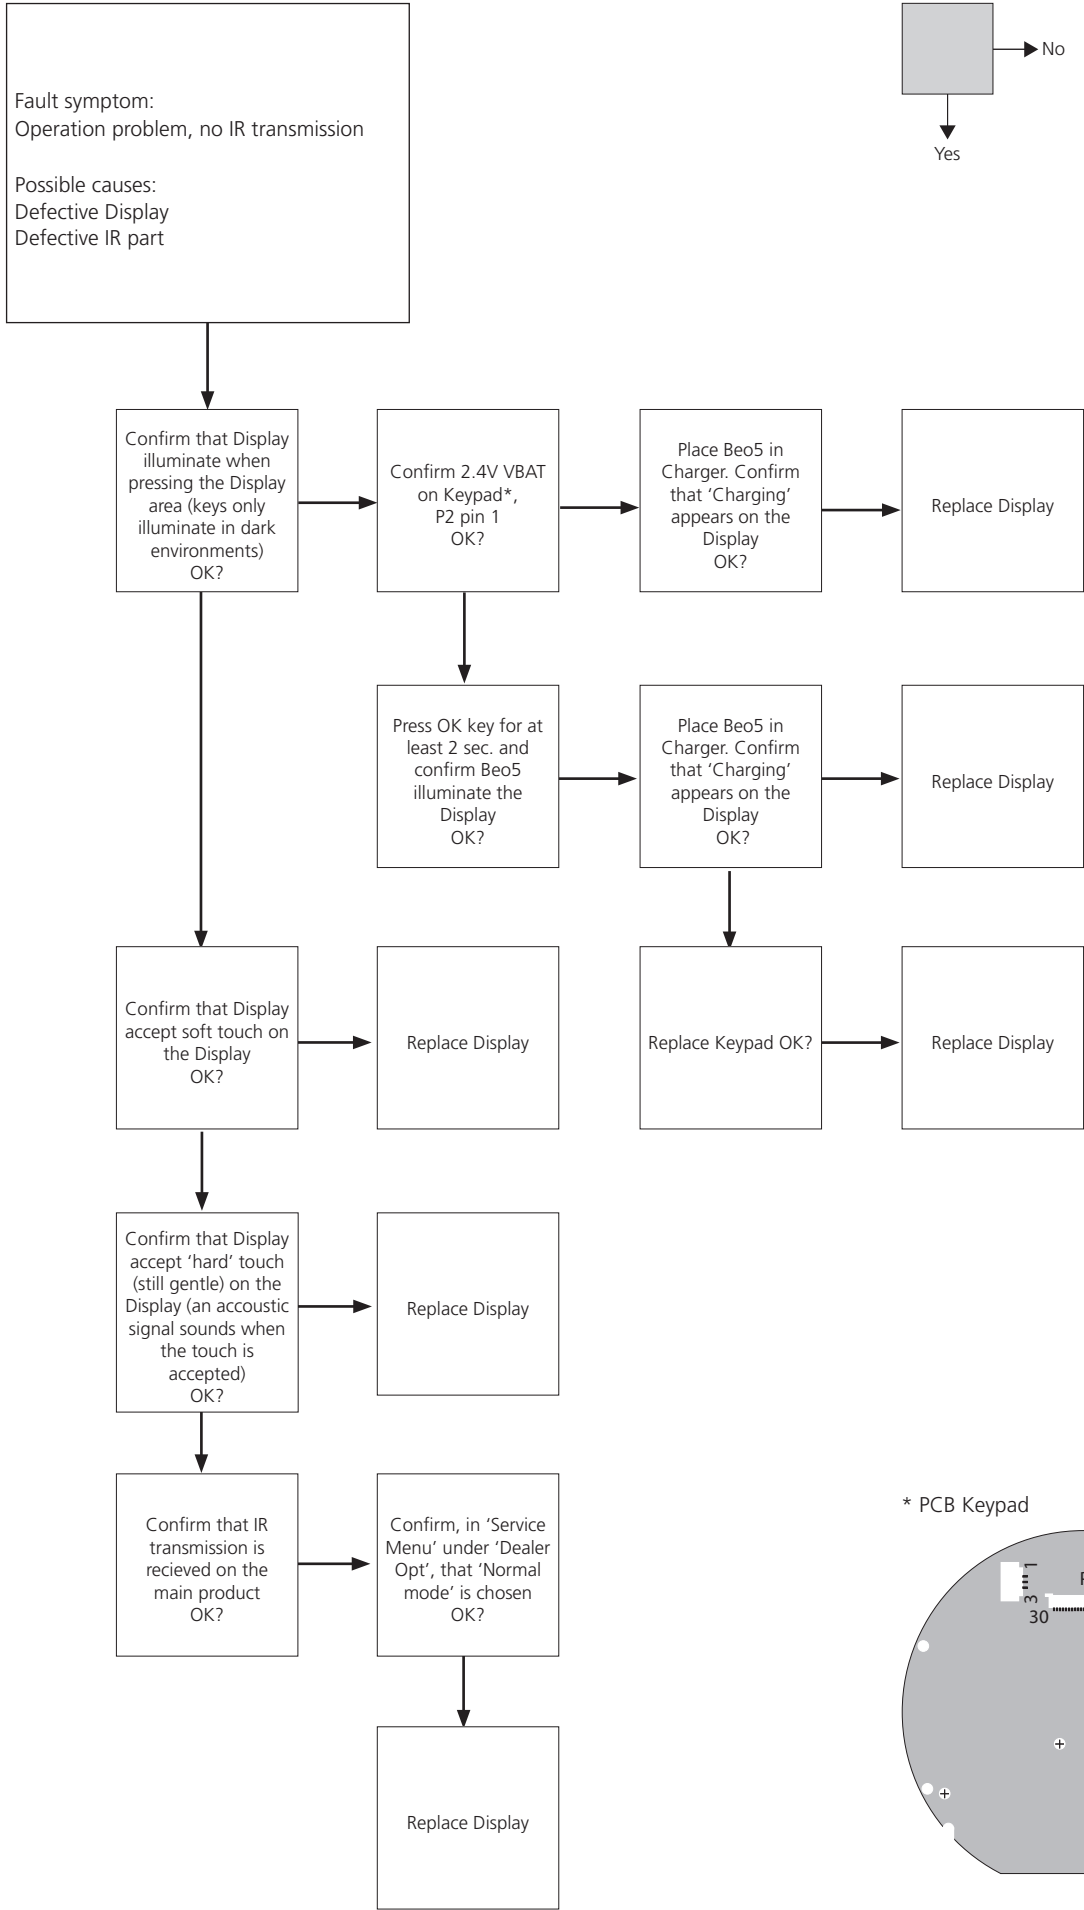 Fault symptom:
Operation problem, no IR transmission
Possible causes:
Defective Display
Defective IR part
No
Yes
Confirm that Display
illuminate when
pressing the Display
area (keys only
illuminate in dark
environments)
OK?
Confirm 2.4V VBAT
on Keypad*,
P2 pin 1
OK?
Place Beo5 in
Charger. Confirm
that ‘Charging’
appears on the
Display
OK?
Replace Display
Press OK key for at
least 2 sec. and
confirm Beo5
illuminate the
Display
OK?
Place Beo5 in
Charger. Confirm
that ‘Charging’
appears on the
Display
OK?
Replace Display
Confirm that Display
accept soft touch on
the Display
OK?
Replace Display
Replace Keypad OK?
Replace Display
Confirm that Display
accept ‘hard’ touch
(still gentle) on the
Display (an accoustic
signal sounds when
the touch is
accepted)
OK?
Replace Display
Confirm that IR
transmission is
recieved on the
main product
OK?
Confirm, in ‘Service
Menu’ under ‘Dealer
Opt’, that ‘Normal
mode’ is chosen
OK?
Replace Display
* PCB Keypad
1
3
30